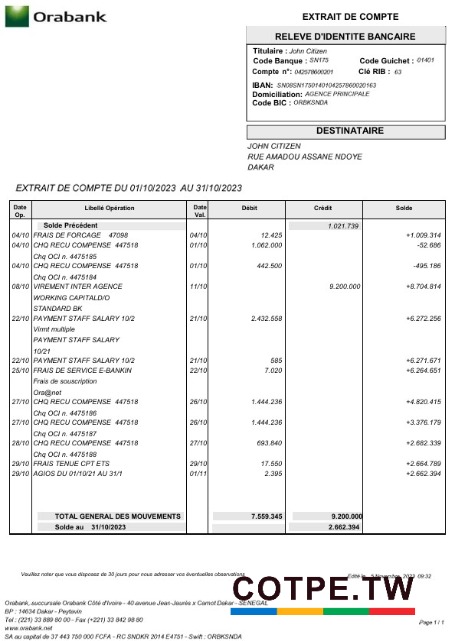 Orabank
EXTRAIT DE COMPTE
RELEVE D'IDENTITE BANCAIRE
Titulaire : John Citizen
Code Banque : SN175 Code Guichet : 01401
Compte n°: 042578600201 Clé RIB : 63
IBAN: SN08SN1750140104257860020163
Domiciliation: AGENCE PRINCIPALE
Code BIC : ORBKSNDA
DESTINATAIRE
JOHN CITIZEN
RUE AMADOU ASSANE NDOYE
DAKAR
EXTRAIT DE COMPTE DU 01/10/2023 AU 31/10/2023
Date Op. Libellé Opération Date Val. Débit Crédit Solde
Solde Précédent 1.021.739
04/10 FRAIS DE FORCAGE 47098 04/10 12.425 +1.009.314
04/10 CHQ RECU COMPENSE 447518 01/10 1.062.000 -52.686
Chq OCI n. 4475185
04/10 CHQ RECU COMPENSE 447518 01/10 442.500 -495.186
Chq OCI n. 4475184
08/10 VIREMENT INTER AGENCE 11/10 9.200.000 +8.704.814
WORKING CAPITALD/O
STANDARD BK
22/10 PAYMENT STAFF SALARY 10/2 21/10 2.432.558 +6.272.256
Virmt multiple
PAYMENT STAFF SALARY
10/21
22/10 PAYMENT STAFF SALARY 10/2 21/10 585 +6.271.671
25/10 FRAIS DE SERVICE E-BANKIN 22/10 7.020 +6.264.651
Frais de souscription
Ora@net
27/10 CHQ RECU COMPENSE 447518 26/10 1.444.236 +4.820.415
Chq OCI n. 4475186
27/10 CHQ RECU COMPENSE 447518 26/10 1.444.236 +3.376.179
Chq OCI n. 4475187
28/10 CHQ RECU COMPENSE 447518 27/10 693.840 +2.682.339
Chq OCI n. 4475188
29/10 FRAIS TENUE CPT ETS 29/10 17.550 +2.664.789
29/10 AGIOS DU 01/10/21 AU 31/1 01/11 2.395 +2.662.394
TOTAL GENERAL DES MOUVEMENTS 7.559.345 9.200.000
Solde au 31/10/2023 2.662.394
Veuillez noter que vous disposez de 30 jours pour nous adresser vos éventuelles observations
Edité le 5 Novembre 2023 09:32
COTPE.TW
Orabank, succursale Orabank Côte d'Ivoire - 40 avenue Jean-Jaurés x Carnot Dakar - SENEGAL
BP : 14634 Dakar - Peytavin
Tel : (221) 33 889 80 00 - Fax (+221) 33 842 98 80
www.orabank.net
SA au capital de 37 443 750 000 FCFA - RC SNDKR 2014 E4751 - Swift : ORBKSNDA
Page 1 / 1